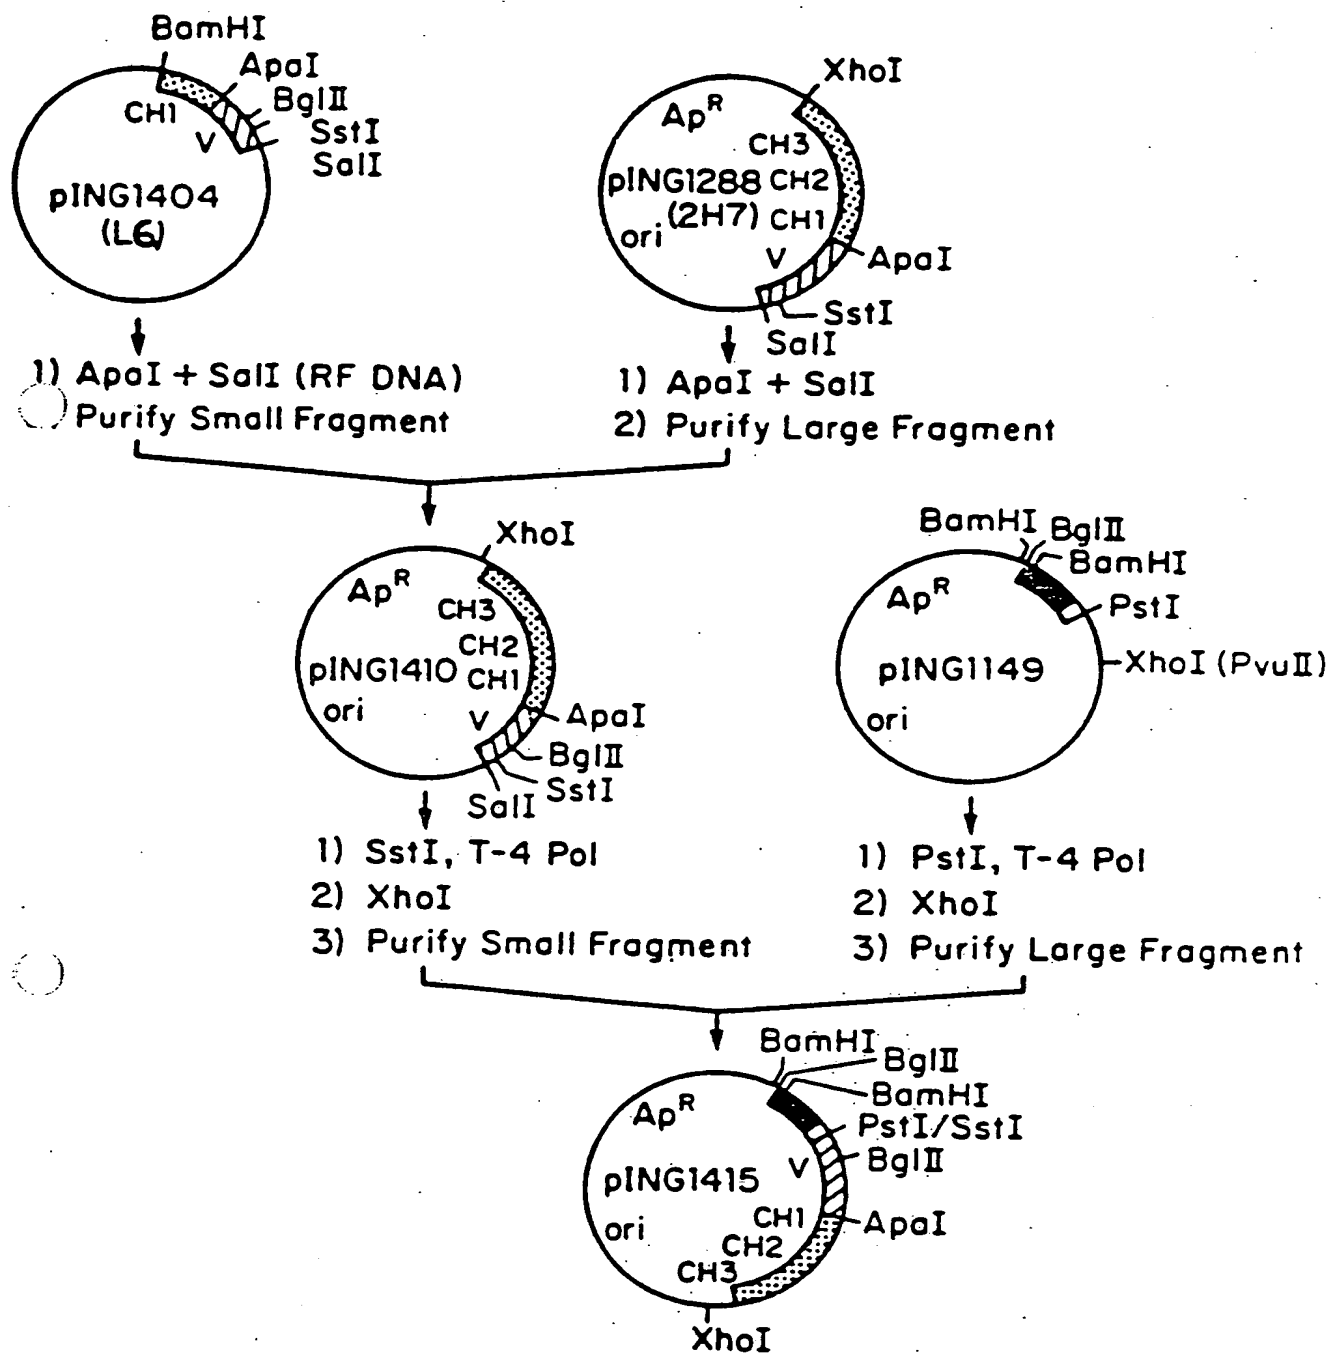 BamHI
ApaI
BglII
SstI
SalI
CH1
V
pING1404
(L6)
XhoI
Ap^R
CH3
pING1288 CH2
(2H7) CH1
ori
V
ApaI
SstI
SalI
1) ApaI + SalI (RF DNA)
Purify Small Fragment
1) ApaI + SalI
2) Purify Large Fragment
XhoI
Ap^R
CH3
CH2
pING1410 CH1
ori
V
ApaI
BglII
SstI
SalI
BamHI
BglII
BamHI
Ap^R
PstI
XhoI (PvuII)
pING1149
ori
1) SstI, T-4 Pol
2) XhoI
3) Purify Small Fragment
1) PstI, T-4 Pol
2) XhoI
3) Purify Large Fragment
BamHI
BglII
BamHI
Ap^R
PstI/SstI
V
BglII
pING1415
ori
CH1
ApaI
CH2
CH3
XhoI